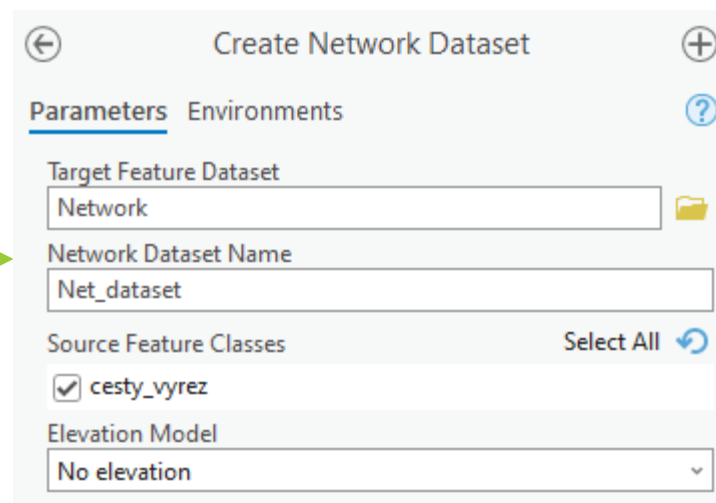 Create Network Dataset
Parameters Environments
Target Feature Dataset
Network
Network Dataset Name
Net_dataset
Source Feature Classes Select All
cesty_vyrez
Elevation Model
No elevation